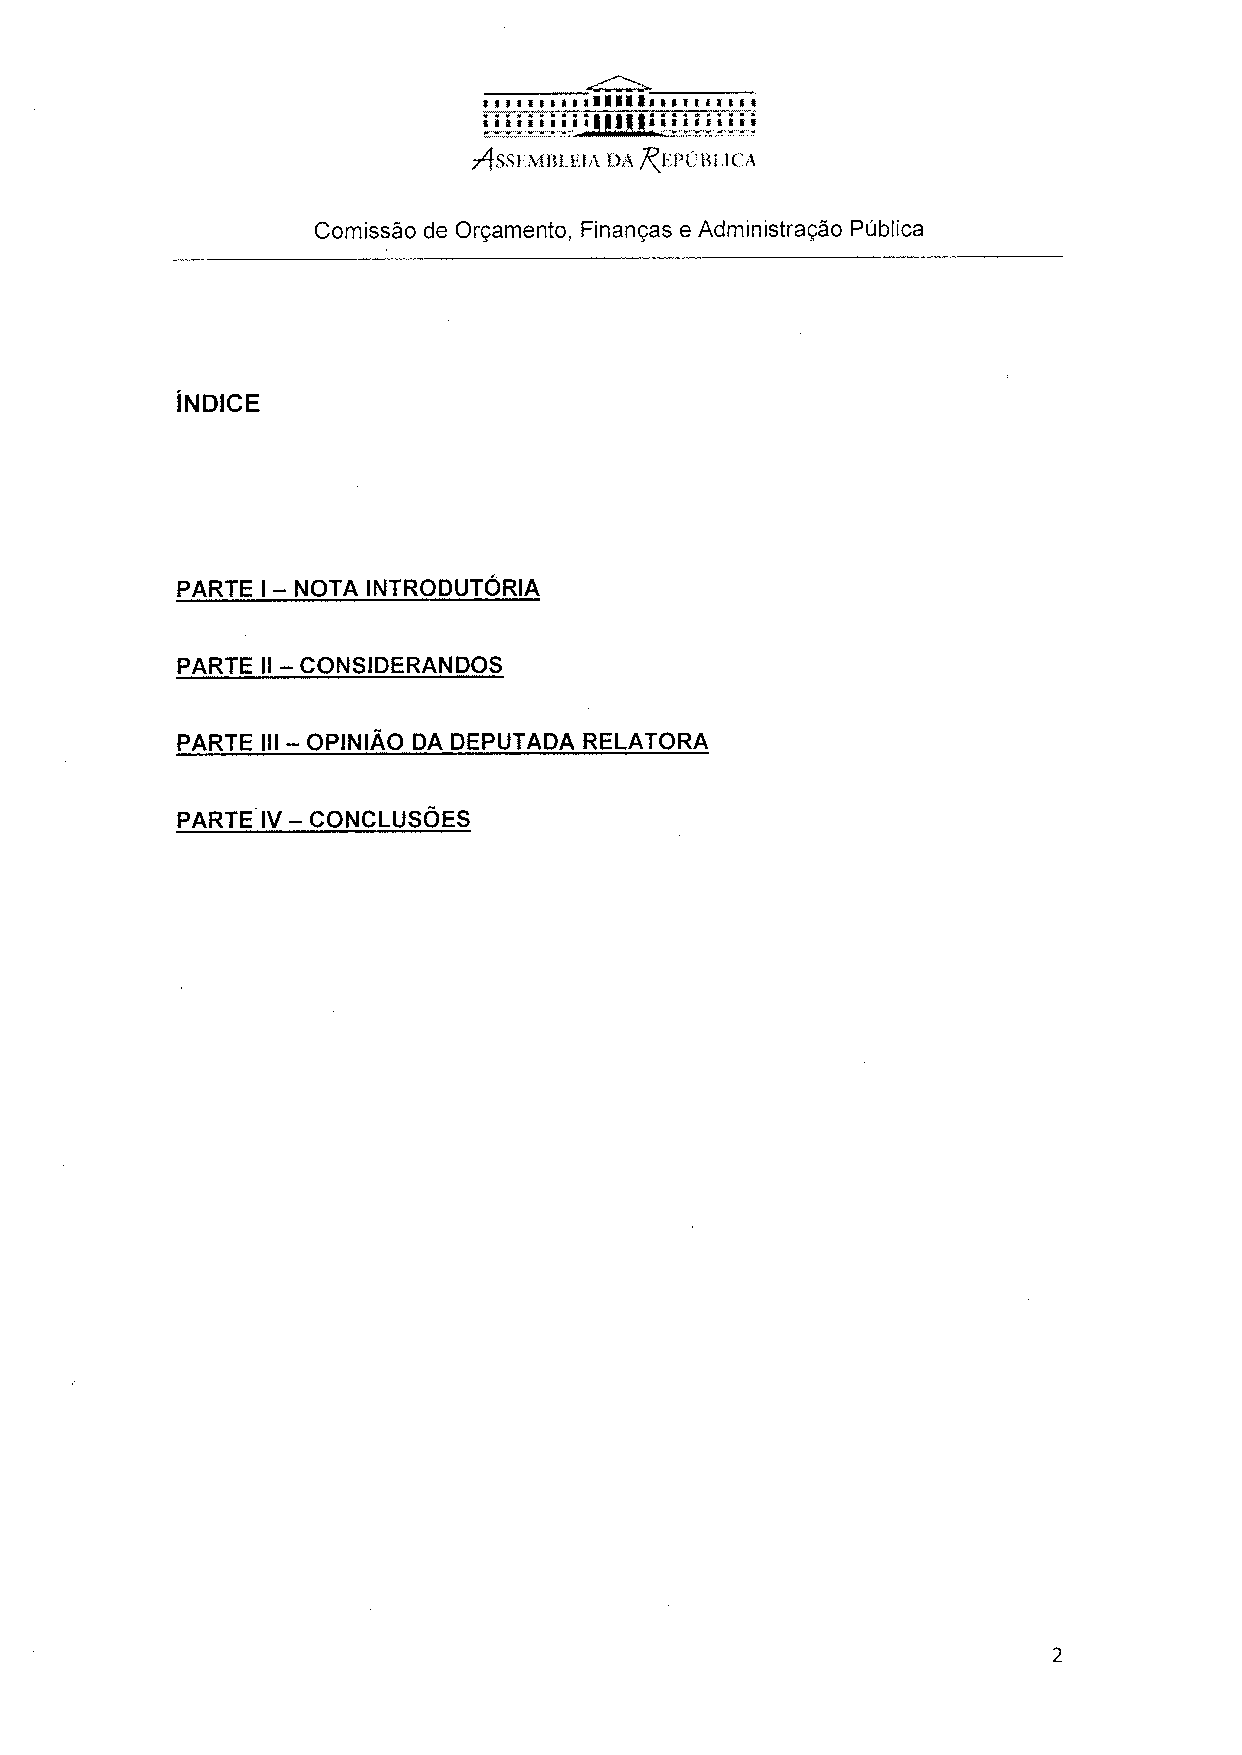 ASSEMBLEIA DA REPÚBLICA
Comissão de Orçamento, Finanças e Administração Pública
ÍNDICE
PARTE I – NOTA INTRODUTÓRIA
PARTE II – CONSIDERANDOS
PARTE III – OPINIÃO DA DEPUTADA RELATORA
PARTE IV – CONCLUSÕES
2